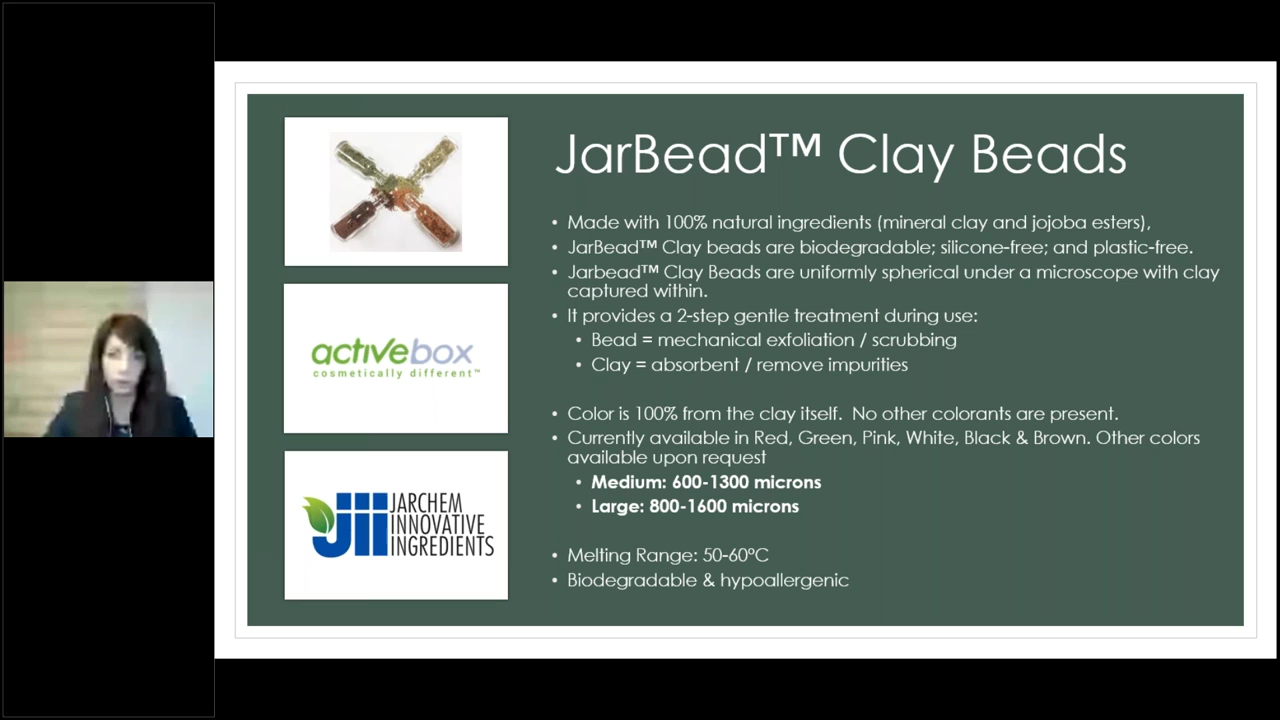 JarBead™ Clay Beads
• Made with 100% natural ingredients (mineral clay and jojoba esters),
• JarBead™ Clay beads are biodegradable; silicone-free; and plastic-free.
• Jarbead™ Clay Beads are uniformly spherical under a microscope with clay
captured within.
• It provides a 2-step gentle treatment during use:
• Bead = mechanical exfoliation / scrubbing
• Clay = absorbent / remove impurities
• Color is 100% from the clay itself. No other colorants are present.
• Currently available in Red, Green, Pink, White, Black & Brown. Other colors
available upon request
• Medium: 600-1300 microns
• Large: 800-1600 microns
• Melting Range: 50-60°C
• Biodegradable & hypoallergenic
activebox
cosmetically different™
jii JARCHEM
INNOVATIVE
INGREDIENTS